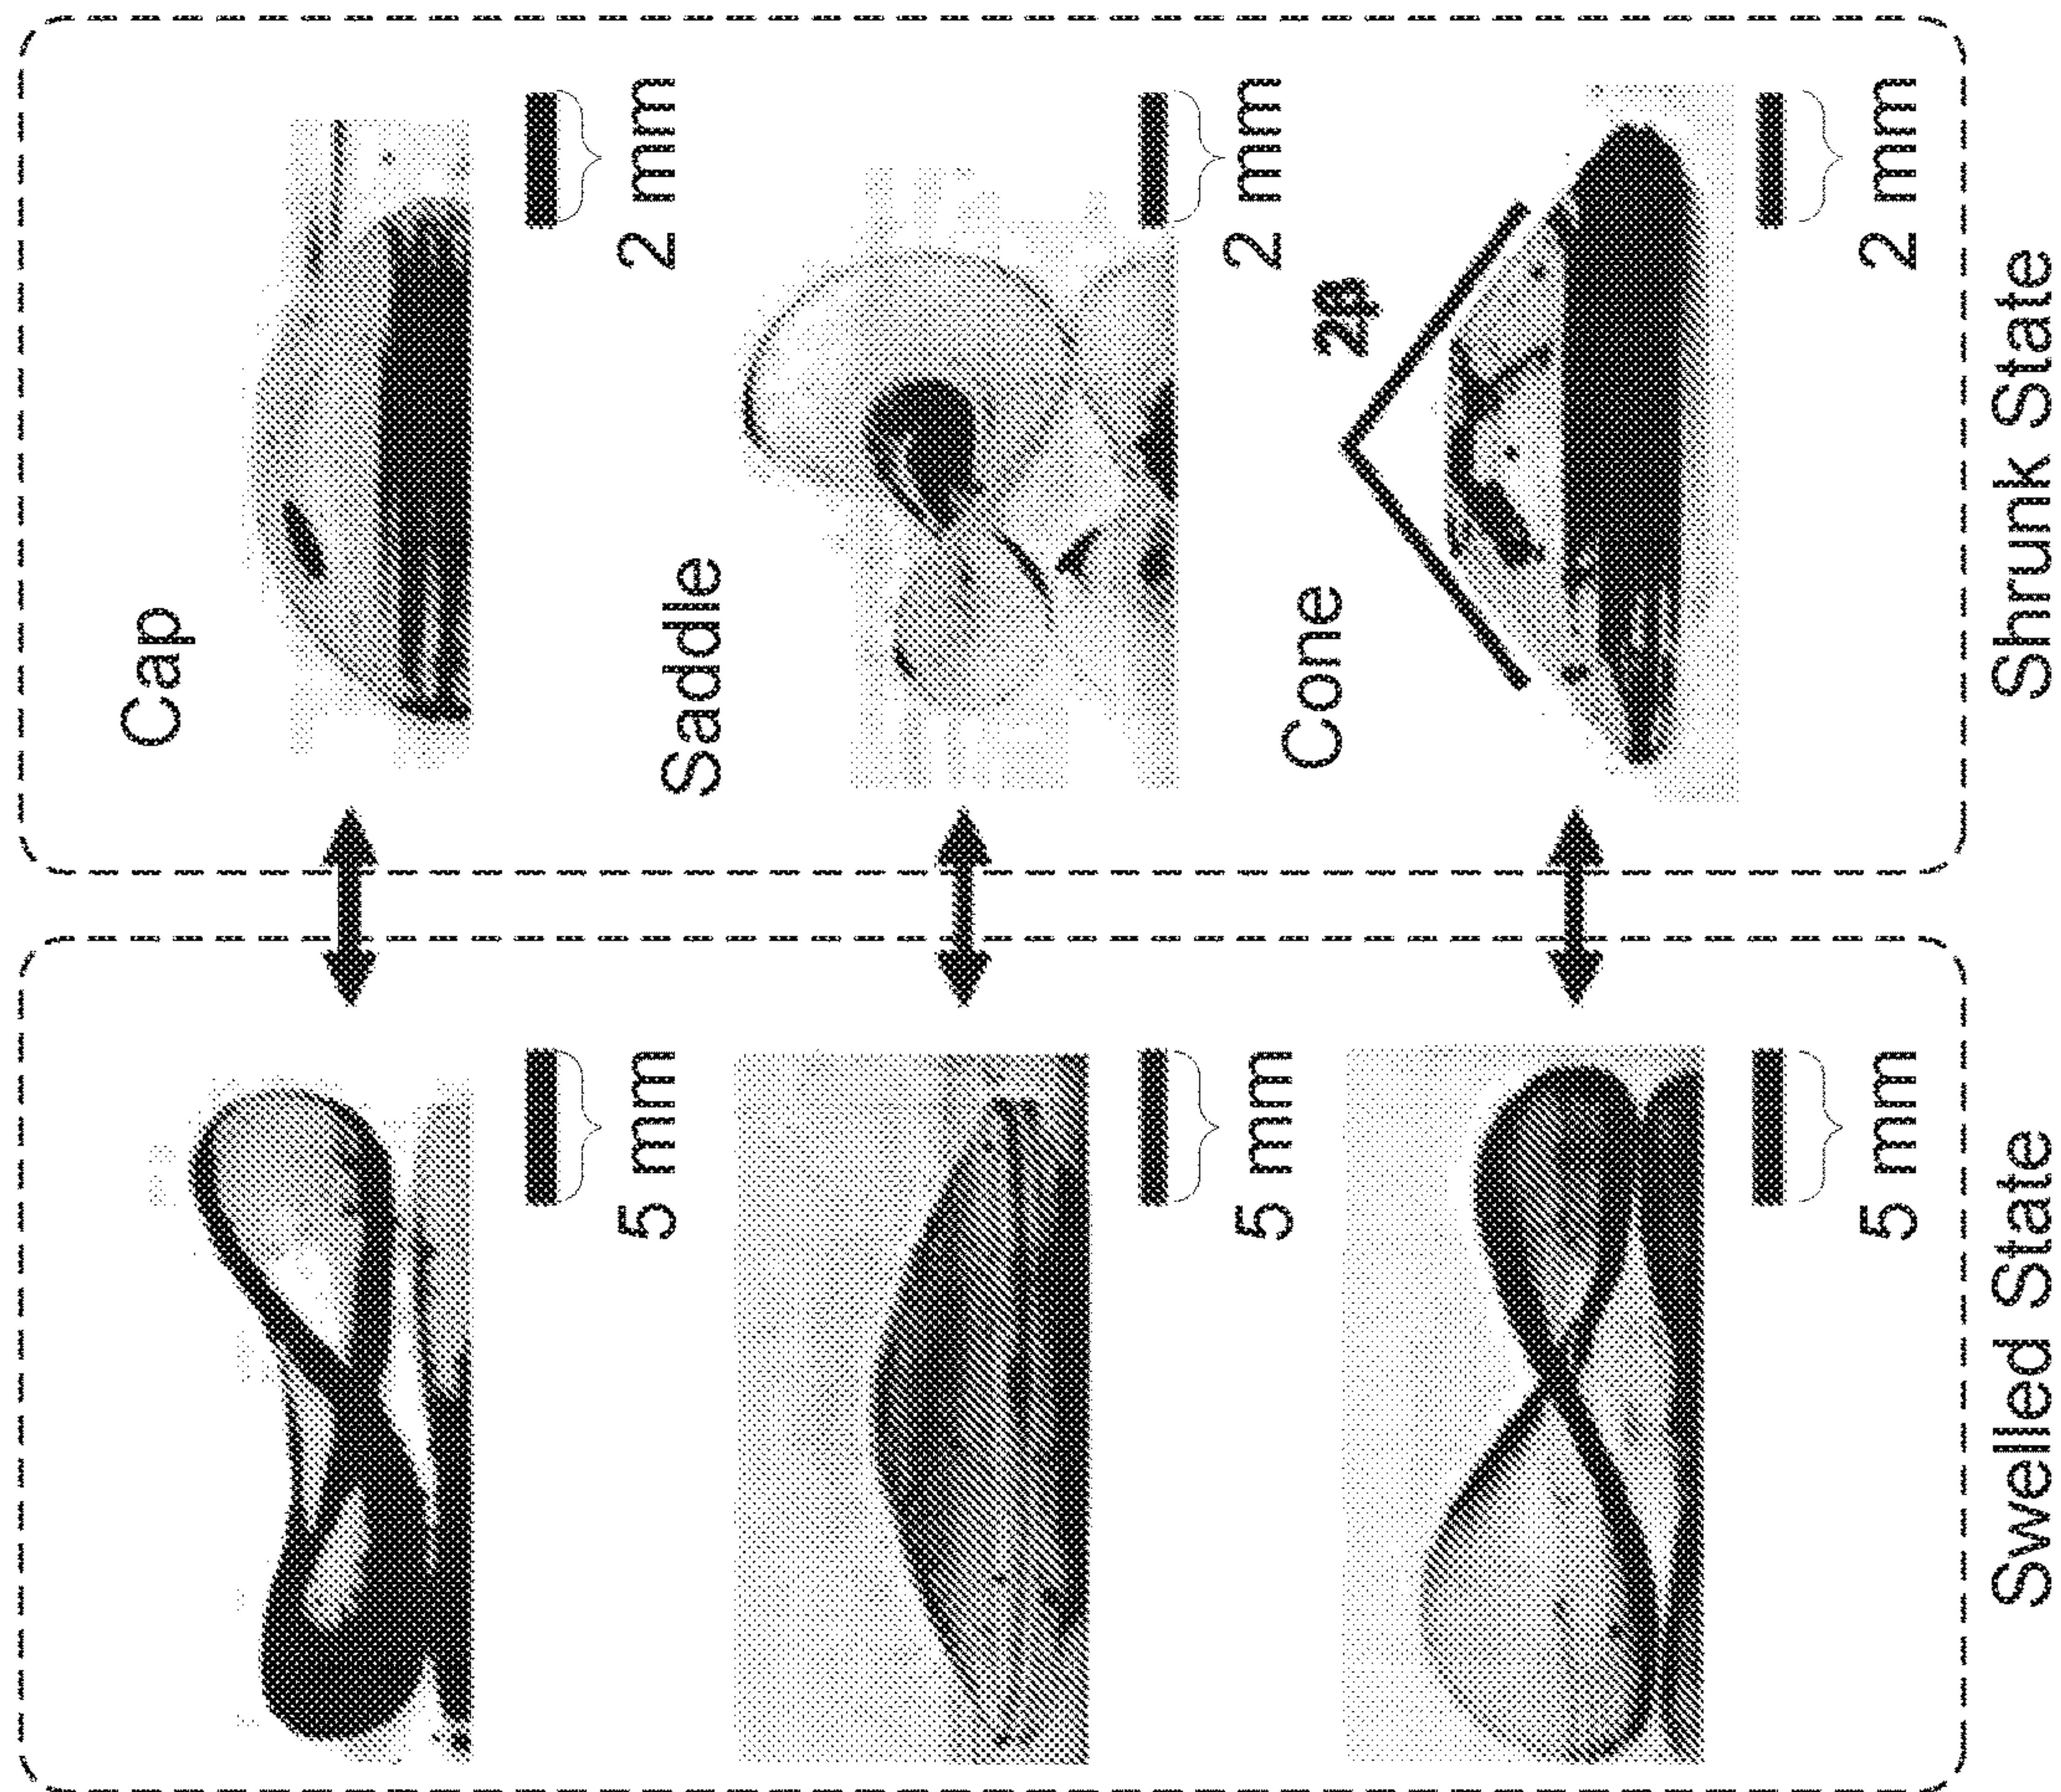 Cap
5 mm
2 mm
Saddle
5 mm
2 mm
Cone
2β
5 mm
2 mm
Swelled State
Shrunk State